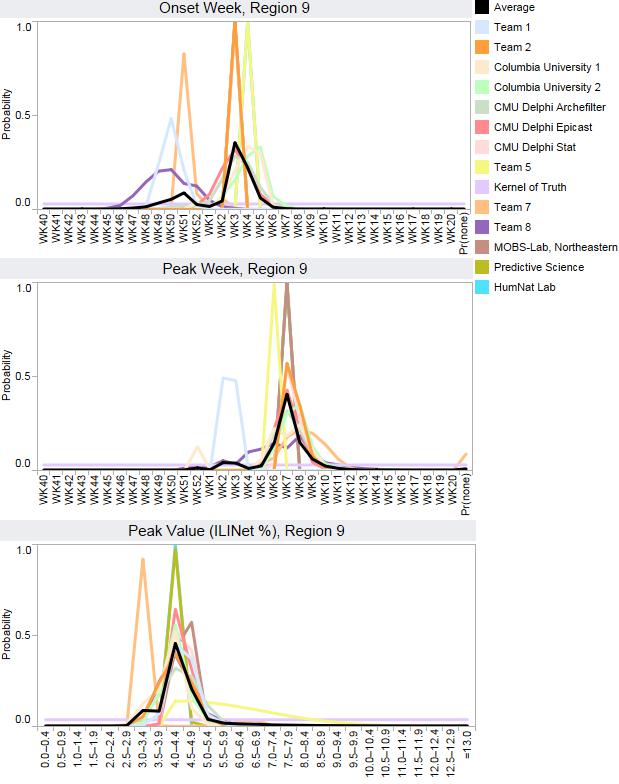 Onset Week, Region 9
Probability
1.0
0.5
0.0
WK40
WK41
WK42
WK43
WK44
WK45
WK46
WK47
WK48
WK49
WK50
WK51
WK52
WK1
WK2
WK3
WK4
WK5
WK6
WK7
WK8
WK9
WK10
WK11
WK12
WK13
WK14
WK15
WK16
WK17
WK18
WK19
WK20
Pr(none)
Average
Team 1
Team 2
Columbia University 1
Columbia University 2
CMU Delphi Archefilter
CMU Delphi Epicast
CMU Delphi Stat
Team 5
Kernel of Truth
Team 7
Team 8
MOBS-Lab, Northeastern
Predictive Science
HumNat Lab
Peak Week, Region 9
Probability
1.0
0.5
0.0
WK40
WK41
WK42
WK43
WK44
WK45
WK46
WK47
WK48
WK49
WK50
WK51
WK52
WK1
WK2
WK3
WK4
WK5
WK6
WK7
WK8
WK9
WK10
WK11
WK12
WK13
WK14
WK15
WK16
WK17
WK18
WK19
WK20
Pr(none)
Peak Value (ILINet %), Region 9
Probability
1.0
0.5
0.0
0.0–0.4
0.5–0.9
1.0–1.4
1.5–1.9
2.0–2.4
2.5–2.9
3.0–3.4
3.5–3.9
4.0–4.4
4.5–4.9
5.0–5.4
5.5–5.9
6.0–6.4
6.5–6.9
7.0–7.4
7.5–7.9
8.0–8.4
8.5–8.9
9.0–9.4
9.5–9.9
10.0–10.4
10.5–10.9
11.0–11.4
11.5–11.9
12.0–12.4
12.5–12.9
=13.0